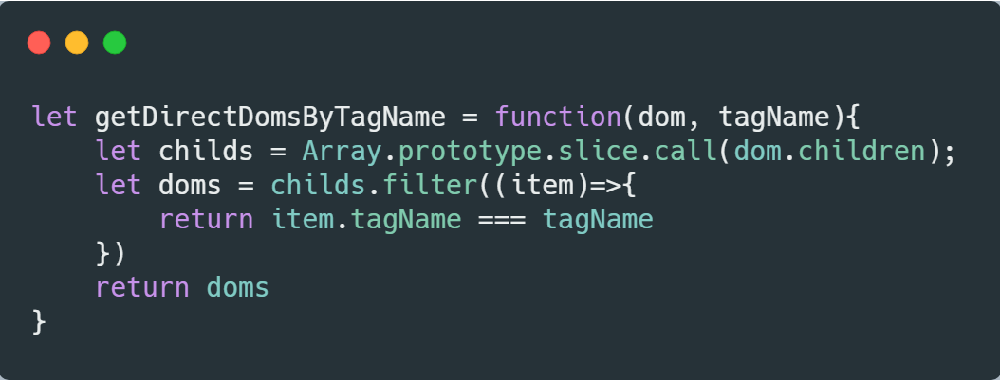 let getDirectDomsByTagName = function(dom, tagName){
    let childs = Array.prototype.slice.call(dom.children);
    let doms = childs.filter((item)=>{
        return item.tagName === tagName
    })
    return doms
}